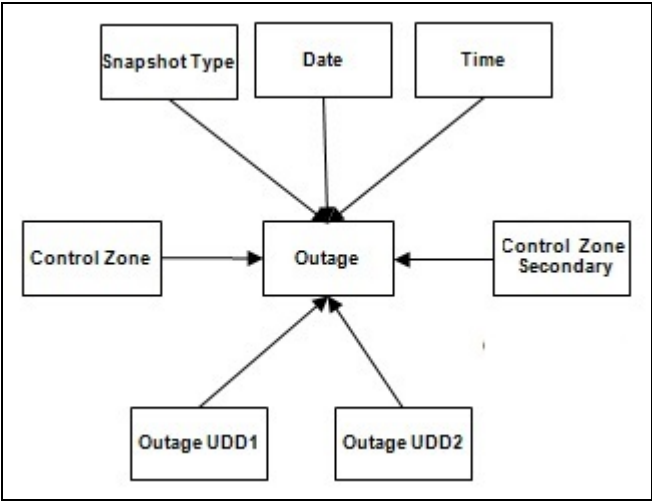 Snapshot Type
Date
Time
Control Zone
Outage
Control Zone
Secondary
Outage UDD1
Outage UDD2